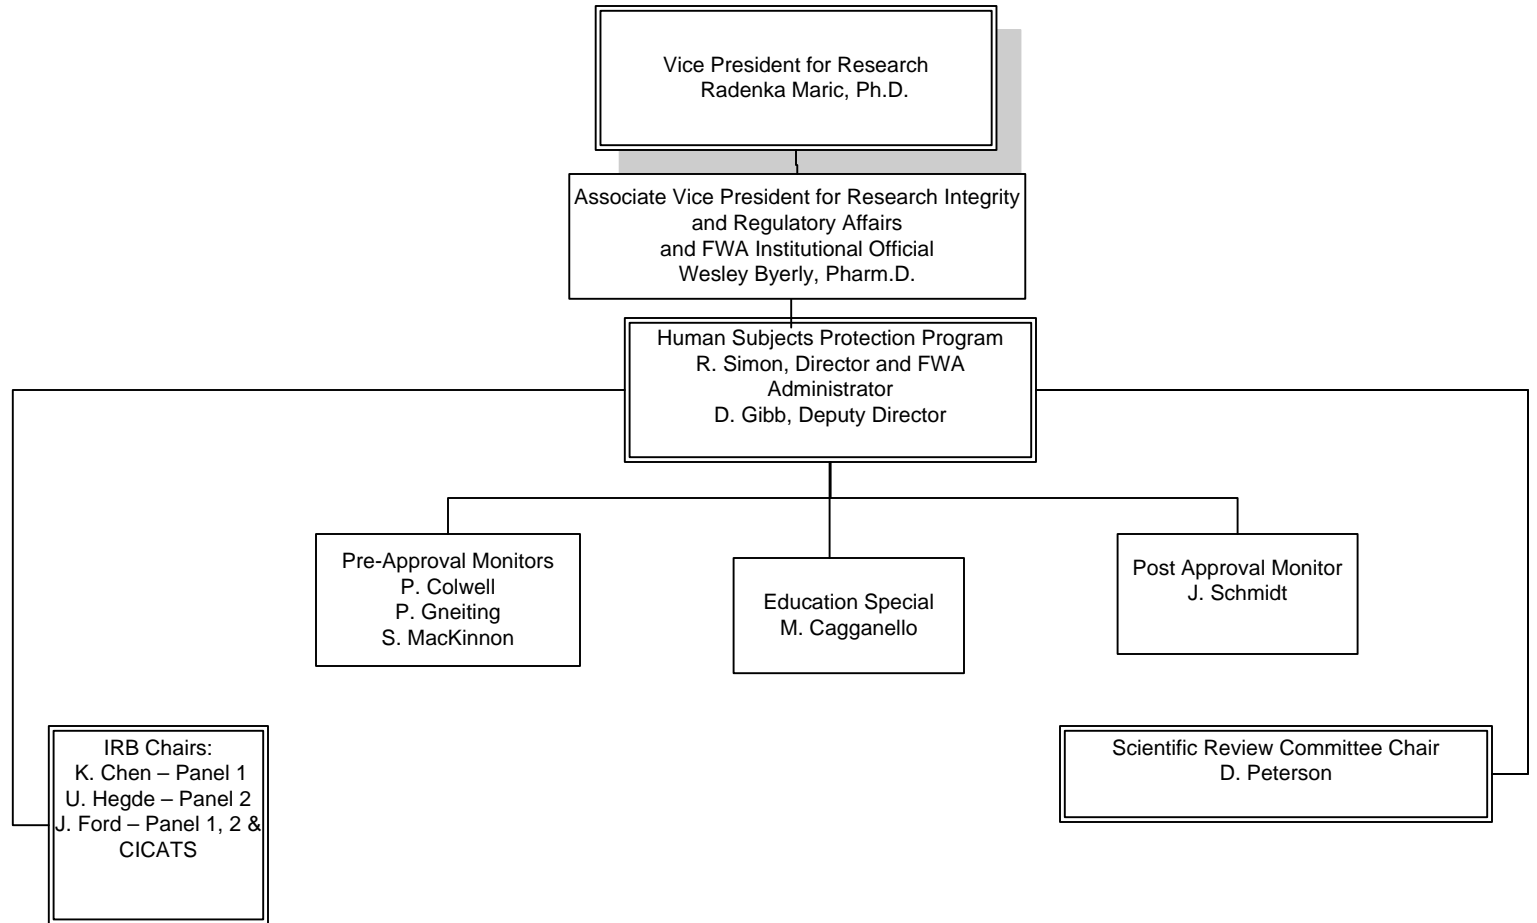 Vice President for Research
Radenka Maric, Ph.D.
Associate Vice President for Research Integrity
and Regulatory Affairs
and FWA Institutional Official
Wesley Byerly, Pharm.D.
Human Subjects Protection Program
R. Simon, Director and FWA
Administrator
D. Gibb, Deputy Director
Pre-Approval Monitors
P. Colwell
P. Gneiting
S. MacKinnon
Education Special
M. Cagganello
Post Approval Monitor
J. Schmidt
IRB Chairs:
K. Chen – Panel 1
U. Hegde – Panel 2
J. Ford – Panel 1, 2 &
CICATS
Scientific Review Committee Chair
D. Peterson